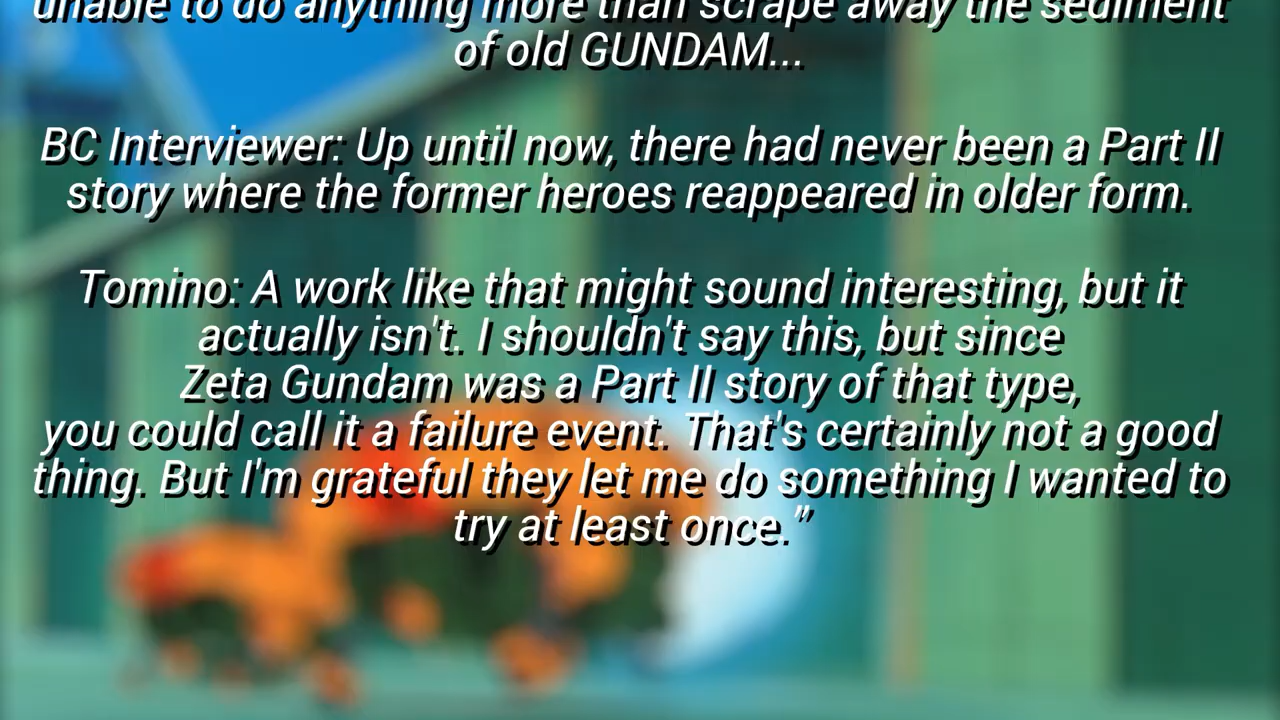 unable to do anything more than scrape away the sediment
of old GUNDAM...
BC Interviewer: Up until now, there had never been a Part II
story where the former heroes reappeared in older form.
Tomino: A work like that might sound interesting, but it
actually isn't. I shouldn't say this, but since
Zeta Gundam was a Part II story of that type,
you could call it a failure event. That's certainly not a good
thing. But I'm grateful they let me do something I wanted to
try at least once.”